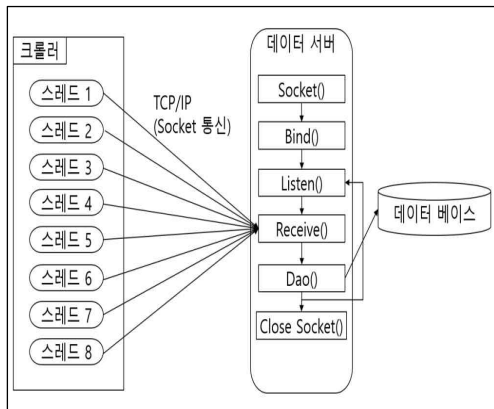 크롤러
스레드 1
스레드 2
스레드 3
스레드 4
스레드 5
스레드 6
스레드 7
스레드 8
TCP/IP
(Socket 통신)
데이터 서버
Socket()
Bind()
Listen()
Receive()
Dao()
Close Socket()
데이터 베이스